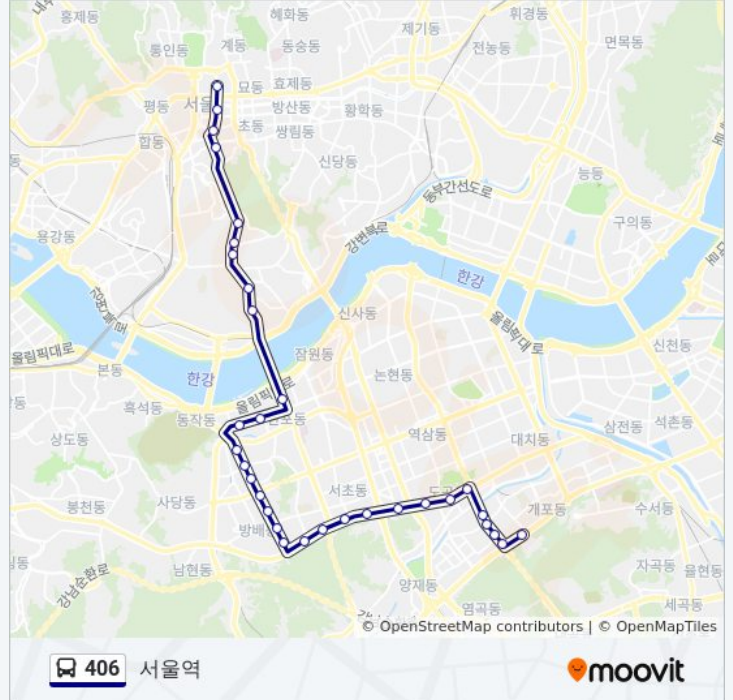 홍제동
혜화동
휘경동
제기동
면목동
통인동
계동
동숭동
전농동
묘동
효제동
평동
서울
방산동
황학동
초동
쌍림동
합동
신당동
능동
동부간선도로
용강동
강변북로
구의동
한강
신사동
올림픽대로
올림픽대로
잠원동
신천동
본동
논현동
한강
올림픽
로
흑석동
동작동
포동
상도동
역삼동
대치동
삼전동
석촌동
서초동
도곡
봉천동
사당동
개포동
수서동
방배
남현동
강남순환로
양재동
자곡동
율현동
염곡동
세곡동
© OpenStreetMap contributors | © OpenMapTiles
406 서울역
moovit